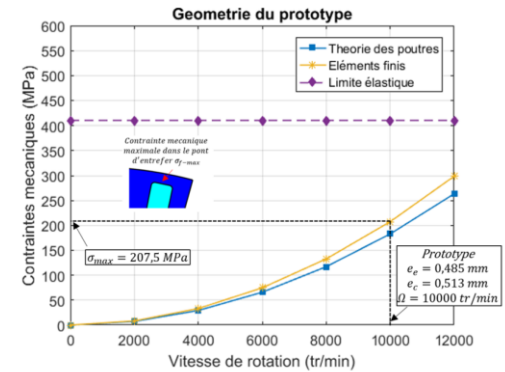 Geometrie du prototype
Contraintes mecaniques (MPa)
600
550
500
450
400
350
300
250
200
150
100
50
0
Theorie des poutres
Eléments finis
Limite élastique
Contrainte mecanique
maximale dans le pont
d'entrefer σf−max
σmax = 207,5 MPa
Prototype
ee = 0,485 mm
ec = 0,513 mm
Ω = 10000 tr/min
0
2000
4000
6000
8000
10000
12000
Vitesse de rotation (tr/min)